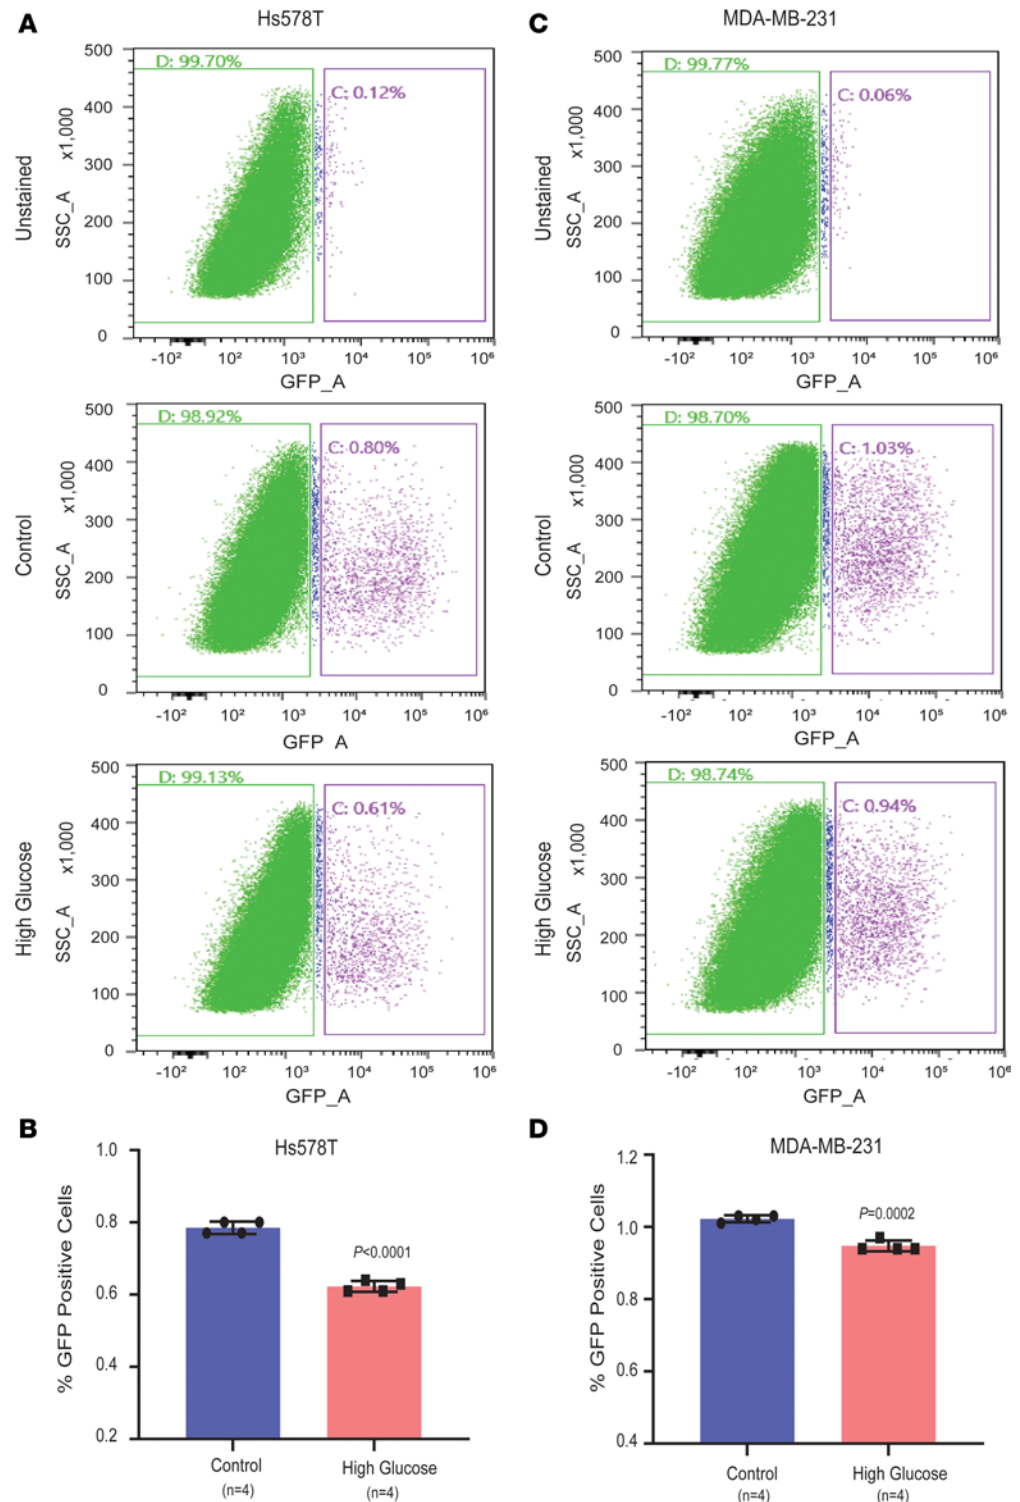 A
Hs578T
Unstained
SSC_A x1,000
500
400
300
200
100
0
D: 99.70%
C: 0.12%
-10² 10² 10³ 10⁴ 10⁵ 10⁶
GFP_A
Control
SSC_A x1,000
500
400
300
200
100
0
D: 98.92%
C: 0.80%
-10² 10² 10³ 10⁴ 10⁵ 10⁶
GFP A
High Glucose
SSC_A x1,000
500
400
300
200
100
0
D: 99.13%
C: 0.61%
-10² 10² 10³ 10⁴ 10⁵ 10⁶
GFP_A
B
Hs578T
% GFP Positive Cells
1.0
0.8
0.6
0.4
0.2
P<0.0001
Control High Glucose
(n=4) (n=4)
C
MDA-MB-231
Unstained
SSC_A x1,000
500
400
300
200
100
0
D: 99.77%
C: 0.06%
-10² 10² 10³ 10⁴ 10⁵ 10⁶
GFP_A
Control
SSC_A x1,000
500
400
300
200
100
0
D: 98.70%
C: 1.03%
-10² 10² 10³ 10⁴ 10⁵ 10⁶
GFP_A
High Glucose
SSC_A x1,000
500
400
300
200
100
0
D: 98.74%
C: 0.94%
-10² 10² 10³ 10⁴ 10⁵ 10⁶
GFP_A
D
MDA-MB-231
% GFP Positive Cells
1.2
1.0
0.8
0.6
0.4
P=0.0002
Control High Glucose
(n=4) (n=4)